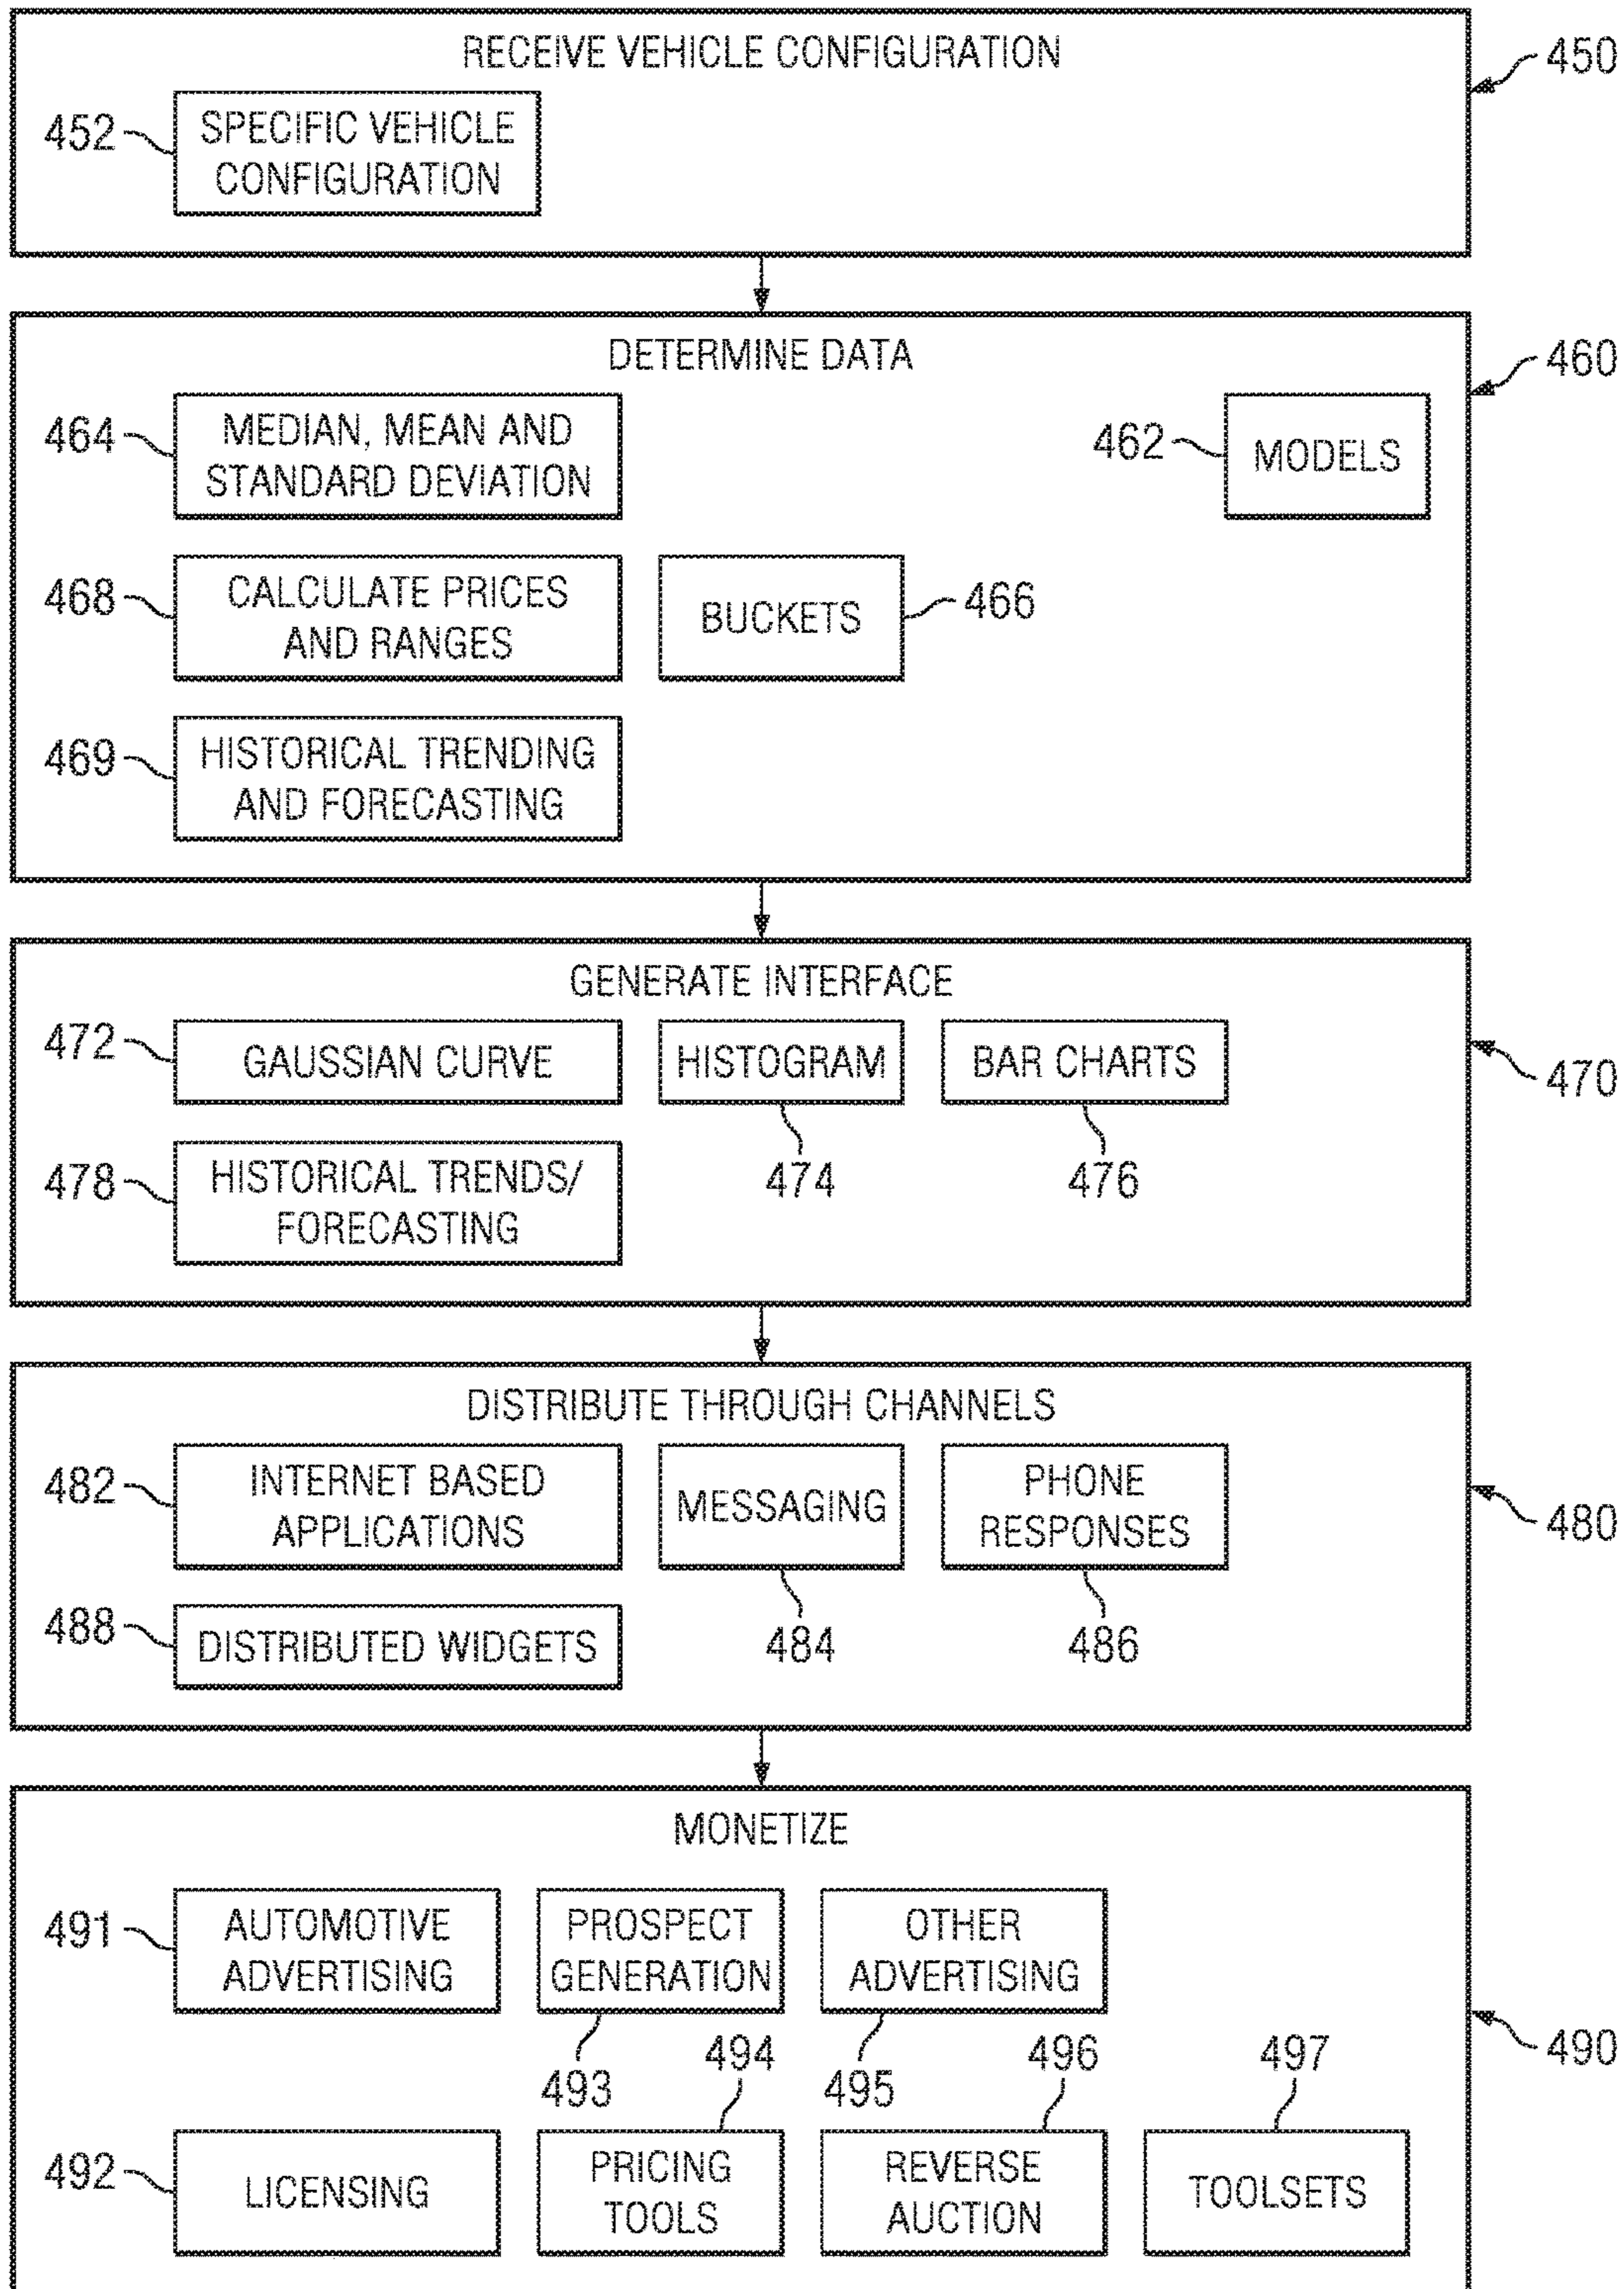 RECEIVE VEHICLE CONFIGURATION
450
452
SPECIFIC VEHICLE
CONFIGURATION
DETERMINE DATA
460
464
MEDIAN, MEAN AND
STANDARD DEVIATION
462
MODELS
468
CALCULATE PRICES
AND RANGES
BUCKETS
466
469
HISTORICAL TRENDING
AND FORECASTING
GENERATE INTERFACE
472
GAUSSIAN CURVE
HISTOGRAM
BAR CHARTS
470
474
476
478
HISTORICAL TRENDS/
FORECASTING
DISTRIBUTE THROUGH CHANNELS
482
INTERNET BASED
APPLICATIONS
MESSAGING
PHONE
RESPONSES
480
484
486
488
DISTRIBUTED WIDGETS
MONETIZE
491
AUTOMOTIVE
ADVERTISING
PROSPECT
GENERATION
OTHER
ADVERTISING
490
493
494
495
496
497
492
LICENSING
PRICING
TOOLS
REVERSE
AUCTION
TOOLSETS